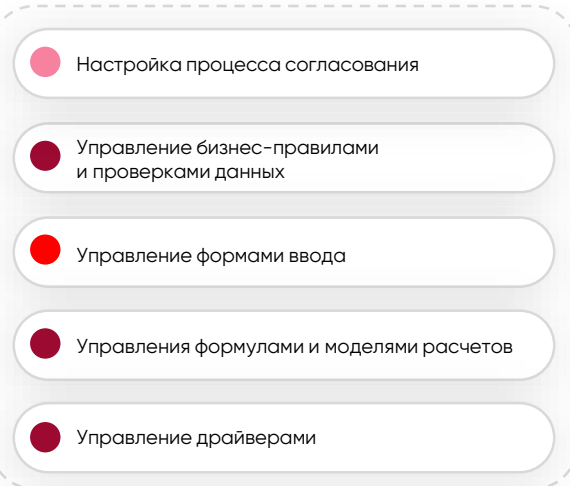 Настройка процесса согласования
Управление бизнес-правилами
и проверками данных
Управление формами ввода
Управления формулами и моделями расчетов
Управление драйверами